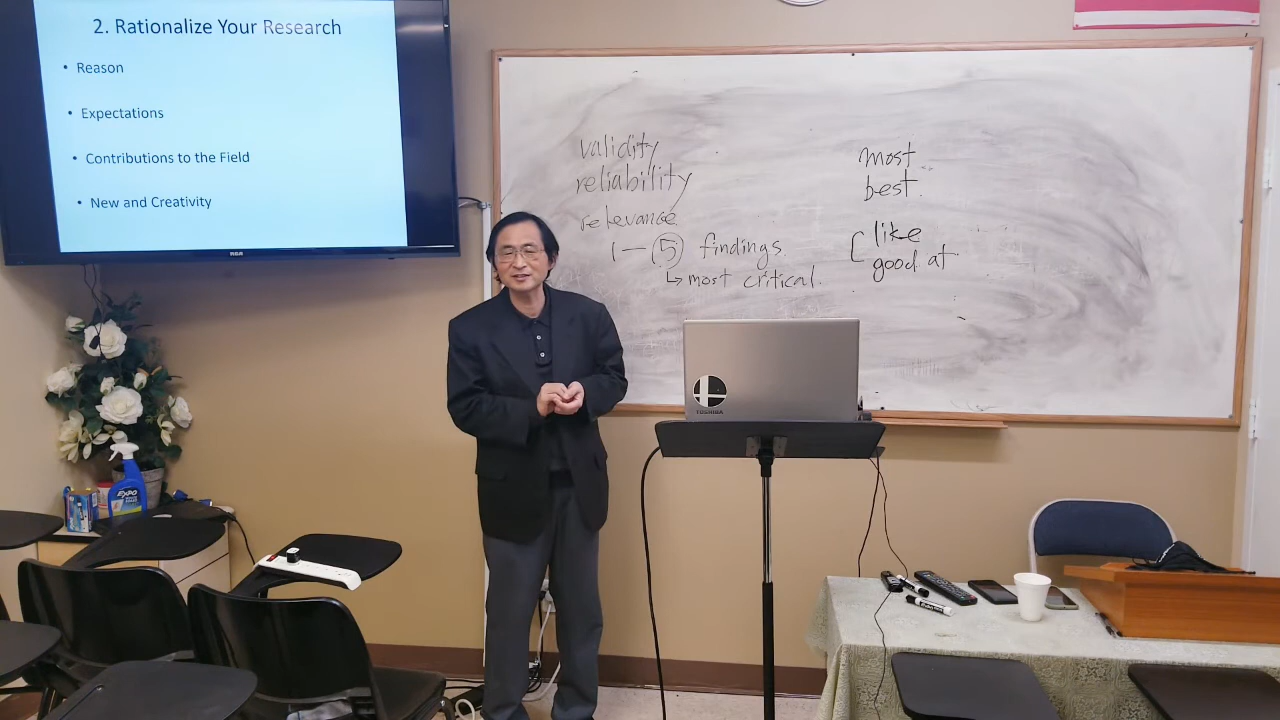 2. Rationalize Your Research
• Reason
• Expectations
• Contributions to the Field
• New and Creativity
RCA
validity
reliability
relevance
1 — 5 findings.
↳ most critical.
most
best.
[ like
good at
TOSHIBA
EXPO